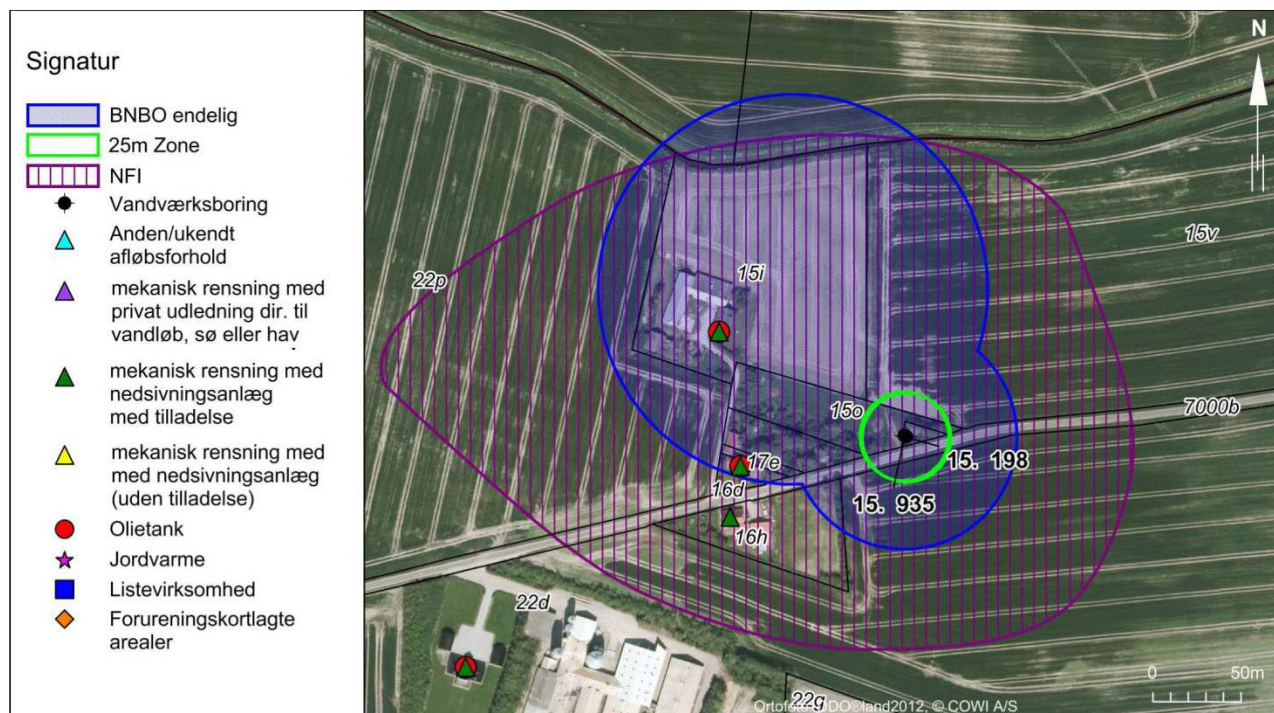 Signatur
BNBO endelig
25m Zone
NFI
Vandværksboring
Anden/ukendt
afløbsforhold
mekanisk rensning med
privat udledning dir. til
vandløb, sø eller hav
mekanisk rensning med
nedsivningsanlæg
med tilladelse
mekanisk rensning med
med nedsivningsanlæg
(uden tilladelse)
Olietank
Jordvarme
Listevirksomhed
Forureningskortlagte
arealer
N
15v
22p
15i
15o
7000b
17e
15. 198
16d
15. 935
16h
22d
22g
0 50m
land2012, © COWI A/S